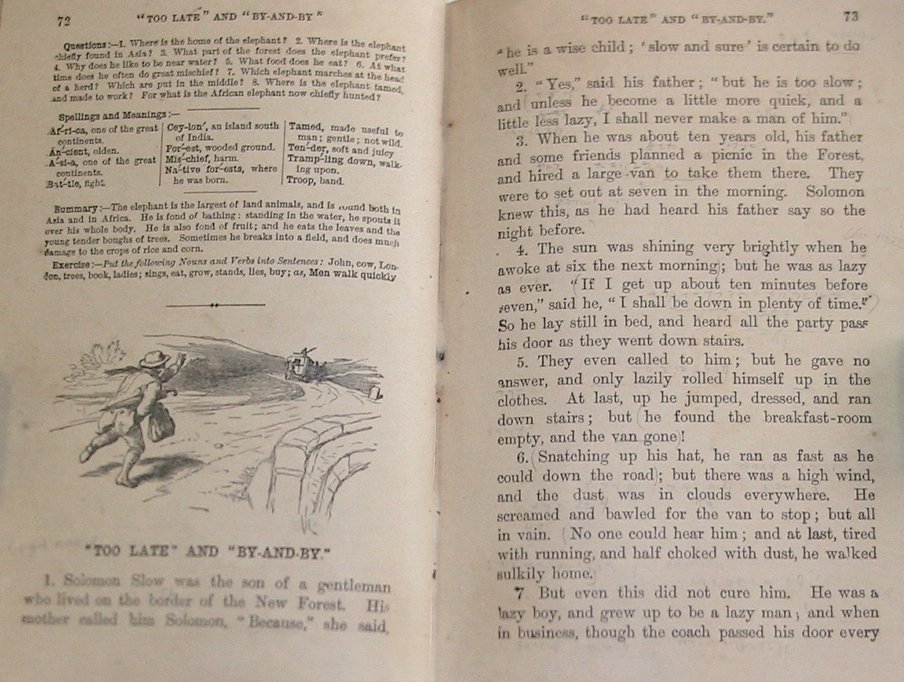 72 "TOO LATE" AND "BY-AND-BY"
Questions:—1. Where is the home of the elephant? 2. Where is the elephant
chiefly found in Asia? 3. What part of the forest does the elephant prefer?
4. Why does he like to be near water? 5. What food does he eat? 6. At what
time does he often do great mischief? 7. Which elephant marches at the head
of a herd? Which are put in the middle? 8. Where is the elephant tamed,
and made to work? For what is the African elephant now chiefly hunted?
Spellings and Meanings:—
Af-ri-ca, one of the great
continents.
An-cient, olden.
A-si-a, one of the great
continents.
Bat-tle, fight.
Cey-lon', an island south
of India.
For-est, wooded ground.
Mis-chief, harm.
Na-tive for-ests, where
he was born.
Tamed, made useful to
man; gentle; not wild.
Ten-der, soft and juicy.
Tramp-ling down, walk-
ing upon.
Troop, band.
Summary:—The elephant is the largest of land animals, and is found both in
Asia and in Africa. He is fond of bathing: standing in the water, he spouts it
over his whole body. He is also fond of fruit; and he eats the leaves and the
young tender boughs of trees. Sometimes he breaks into a field, and does much
damage to the crops of rice and corn.
Exercise:—Put the following Nouns and Verbs into Sentences: John, cow, Lon-
don, trees, book, ladies; sings, eat, grow, stands, lies, buy; as, Men walk quickly
"TOO LATE" AND "BY-AND-BY."
1. Solomon Slow was the son of a gentleman
who lived on the border of the New Forest. His
mother called him Solomon, "Because," she said,
"TOO LATE" AND "BY-AND-BY." 73
"he is a wise child; 'slow and sure' is certain to do
well."
2. "Yes," said his father; "but he is too slow;
and unless he become a little more quick, and a
little less lazy, I shall never make a man of him."
3. When he was about ten years old, his father
and some friends planned a picnic in the Forest,
and hired a large van to take them there. They
were to set out at seven in the morning. Solomon
knew this, as he had heard his father say so the
night before.
4. The sun was shining very brightly when he
awoke at six the next morning; but he was as lazy
as ever. "If I get up about ten minutes before
seven," said he, "I shall be down in plenty of time."
So he lay still in bed, and heard all the party pass
his door as they went down stairs.
5. They even called to him; but he gave no
answer, and only lazily rolled himself up in the
clothes. At last, up he jumped, dressed, and ran
down stairs; but he found the breakfast-room
empty, and the van gone!
6. Snatching up his hat, he ran as fast as he
could down the road; but there was a high wind,
and the dust was in clouds everywhere. He
screamed and bawled for the van to stop; but all
in vain. No one could hear him; and at last, tired
with running, and half choked with dust, he walked
sulkily home.
7 But even this did not cure him. He was a
lazy boy, and grew up to be a lazy man; and when
in business, though the coach passed his door every